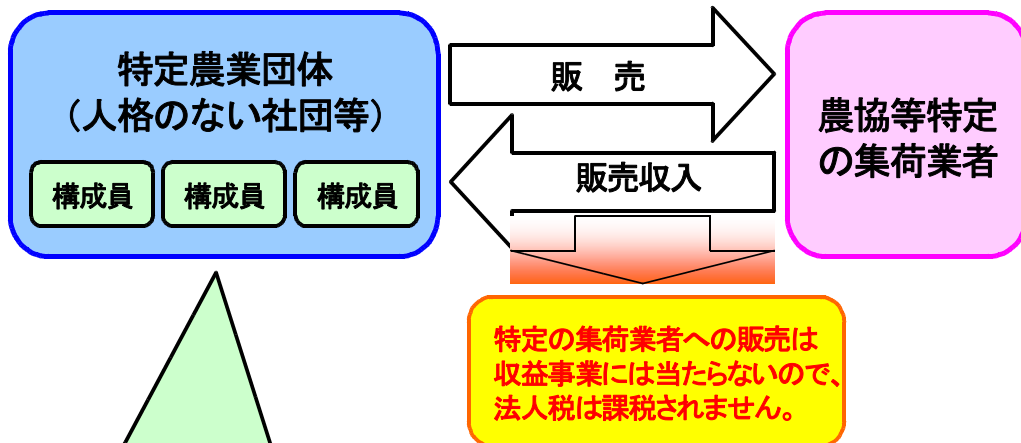 特定農業団体
（人格のない社団等）
構成員
構成員
構成員
販　売
販売収入
農協等特定
の集荷業者
特定の集荷業者への販売は
収益事業には当たらないので、
法人税は課税されません。